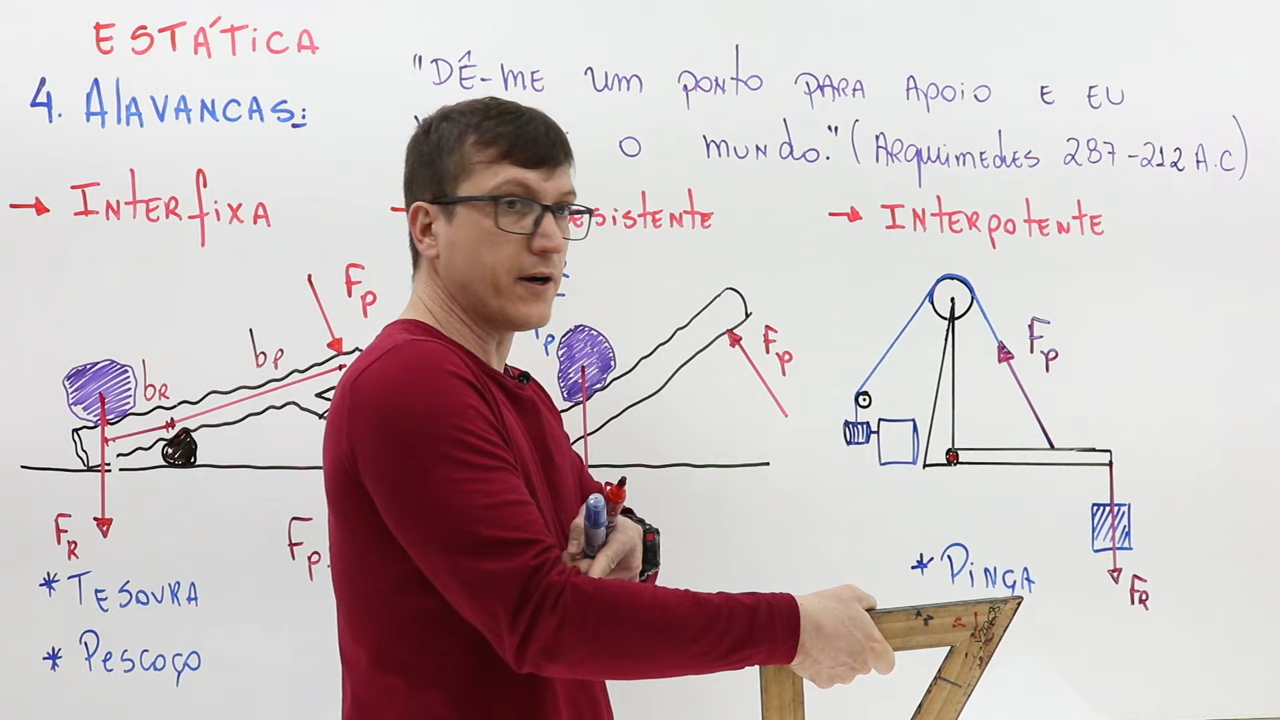 ESTÁTICA
4. AlAVANCAS:
"DÊ-ME um ponto PARA Apoio E EU
o mundo." (Arquimedes 287-212 A.C)
→ INTERfixA
esistente
→ INTERpotente
Fp
bR
bp
Fp
Fp
FR
Fp
FR
* TESOURA
* Pescoço
* PinçA